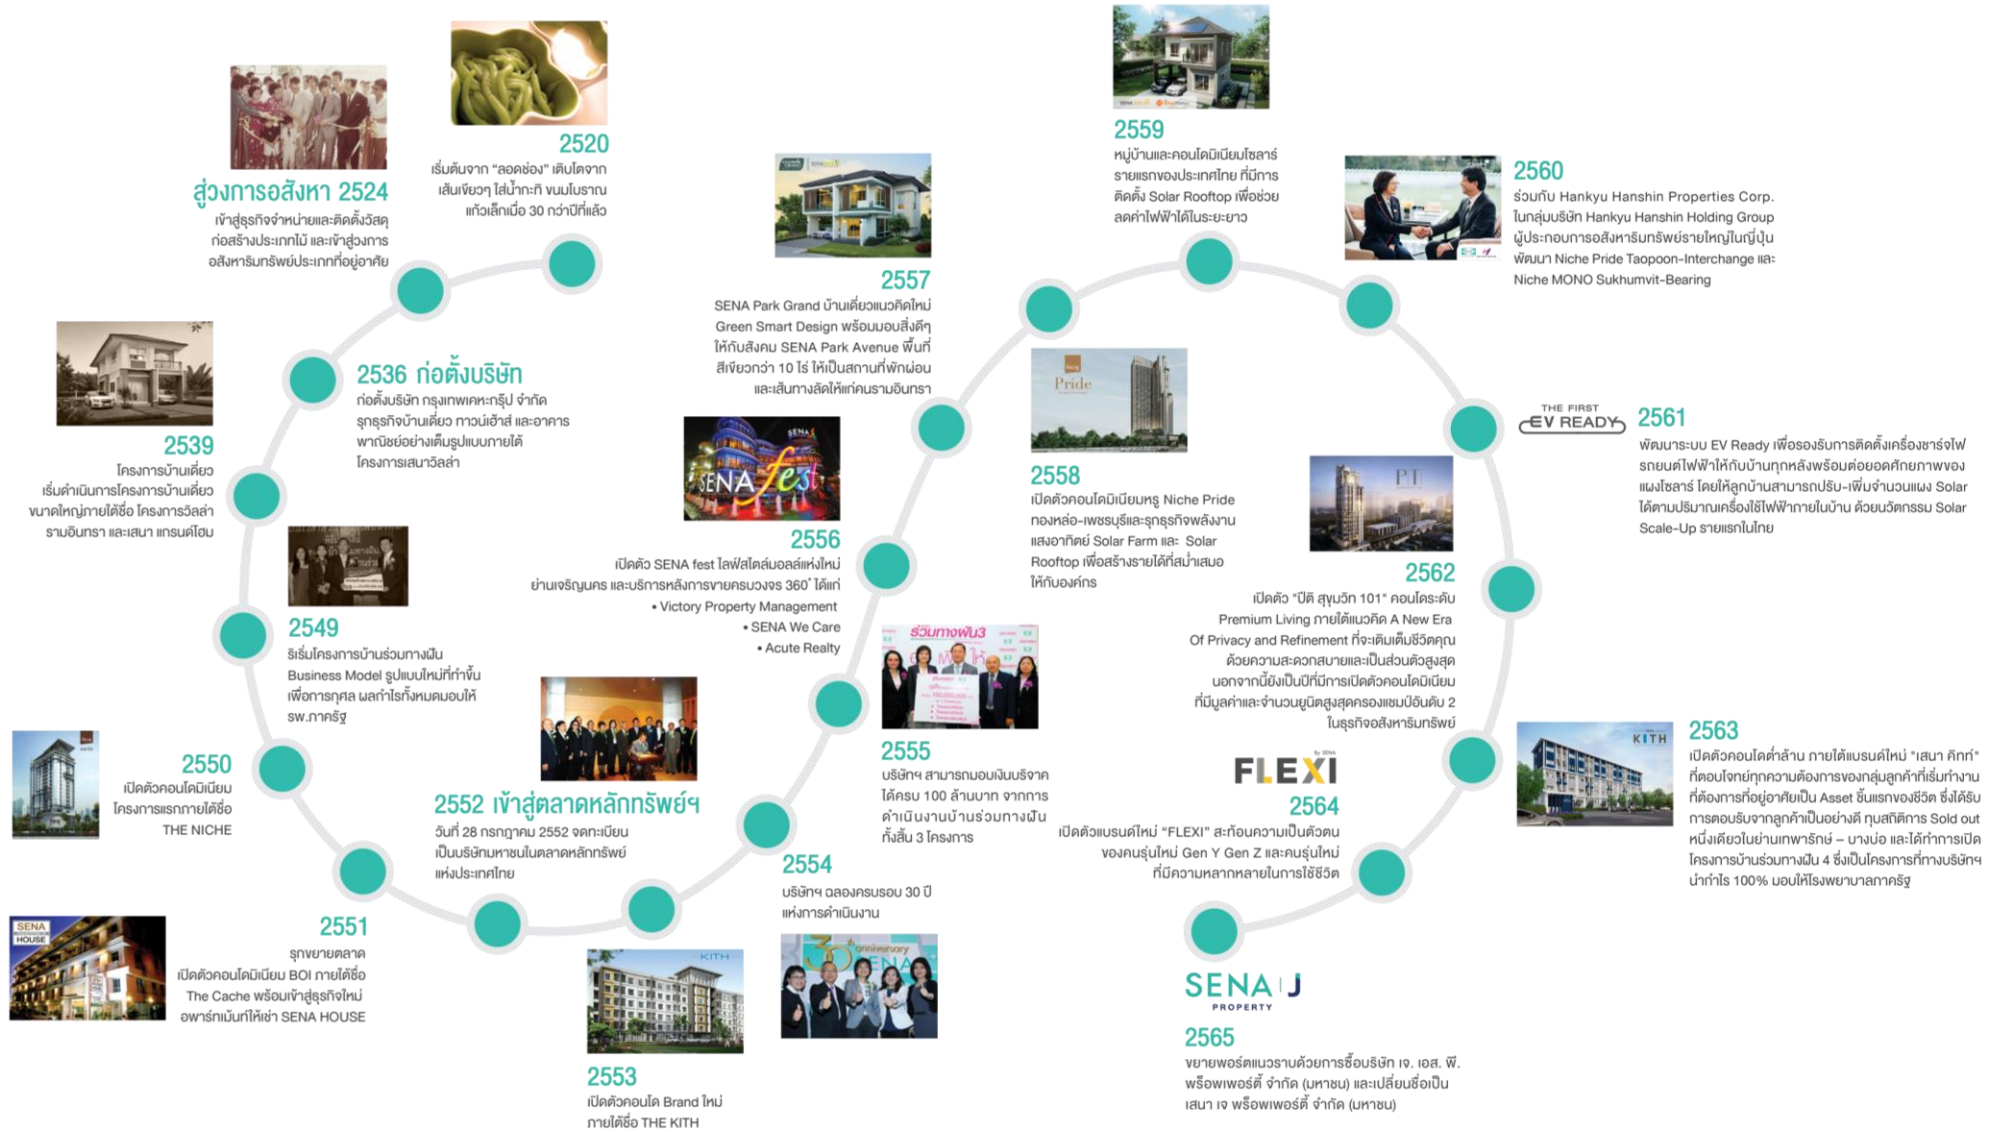 2520
เริ่มต้นจาก “ลอดช่อง” เติบโตจาก
เส้นเขียวๆ ใส่น้ำกะทิ ขนมโบราณ
แก้วเล็กเมื่อ 30 กว่าปีที่แล้ว
สู่วงการอสังหา 2524
เข้าสู่ธุรกิจจำหน่ายและติดตั้งวัสดุ
ก่อสร้างประเภทไม้ และเข้าสู่วงการ
อสังหาริมทรัพย์ประเภทที่อยู่อาศัย
2536 ก่อตั้งบริษัท
ก่อตั้งบริษัท กรุงเทพเคหะกรุ๊ป จำกัด
รุกธุรกิจบ้านเดี่ยว ทาวน์เฮ้าส์ และอาคาร
พาณิชย์อย่างเต็มรูปแบบภายใต้
โครงการเสนาวิลล่า
2539
โครงการบ้านเดี่ยว
เริ่มดำเนินการโครงการบ้านเดี่ยว
ขนาดใหญ่ภายใต้ชื่อ โครงการวิลล่า
รามอินทรา และเสนา แกรนด์โฮม
2549
ริเริ่มโครงการบ้านร่วมทางฝัน
Business Model รูปแบบใหม่ที่ทำขึ้น
เพื่อการกุศล ผลกำไรทั้งหมดมอบให้
รพ.ภาครัฐ
2550
เปิดตัวคอนโดมิเนียม
โครงการแรกภายใต้ชื่อ
THE NICHE
SENA
HOUSE
2551
รุกขยายตลาด
เปิดตัวคอนโดมิเนียม BOI ภายใต้ชื่อ
The Cache พร้อมเข้าสู่ธุรกิจใหม่
อพาร์ทเม้นท์ให้เช่า SENA HOUSE
2552 เข้าสู่ตลาดหลักทรัพย์ฯ
วันที่ 28 กรกฎาคม 2552 จดทะเบียน
เป็นบริษัทมหาชนในตลาดหลักทรัพย์
แห่งประเทศไทย
KITH
2553
เปิดตัวคอนโด Brand ใหม่
ภายใต้ชื่อ THE KITH
2554
บริษัทฯ ฉลองครบรอบ 30 ปี
แห่งการดำเนินงาน
30th anniversary
SENA
ร่วมทางฝัน3
2555
บริษัทฯ สามารถมอบเงินบริจาค
ได้ครบ 100 ล้านบาท จากการ
ดำเนินงานบ้านร่วมทางฝัน
ทั้งสิ้น 3 โครงการ
SENA
SENA fest
2556
เปิดตัว SENA fest ไลฟ์สไตล์มอลล์แห่งใหม่
ย่านเจริญนคร และบริการหลังการขายครบวงจร 360° ได้แก่
• Victory Property Management
• SENA We Care
• Acute Realty
2557
SENA Park Grand บ้านเดี่ยวแนวคิดใหม่
Green Smart Design พร้อมมอบสิ่งดีๆ
ให้กับสังคม SENA Park Avenue พื้นที่
สีเขียวกว่า 10 ไร่ ให้เป็นสถานที่พักผ่อน
และเส้นทางลัดให้แก่คนรามอินทรา
Pride
2558
เปิดตัวคอนโดมิเนียมหรู Niche Pride
ทองหล่อ-เพชรบุรีและรุกธุรกิจพลังงาน
แสงอาทิตย์ Solar Farm และ Solar
Rooftop เพื่อสร้างรายได้ที่สม่ำเสมอ
ให้กับองค์กร
2559
หมู่บ้านและคอนโดมิเนียมโซลาร์
รายแรกของประเทศไทย ที่มีการ
ติดตั้ง Solar Rooftop เพื่อช่วย
ลดค่าไฟฟ้าได้ในระยะยาว
2560
ร่วมกับ Hankyu Hanshin Properties Corp.
ในกลุ่มบริษัท Hankyu Hanshin Holding Group
ผู้ประกอบการอสังหาริมทรัพย์รายใหญ่ในญี่ปุ่น
พัฒนา Niche Pride Taopoon-Interchange และ
Niche MONO Sukhumvit-Bearing
THE FIRST
EV READY
2561
พัฒนาระบบ EV Ready เพื่อรองรับการติดตั้งเครื่องชาร์จไฟ
รถยนต์ไฟฟ้าให้กับบ้านทุกหลังพร้อมต่อยอดศักยภาพของ
แผงโซลาร์ โดยให้ลูกบ้านสามารถปรับ-เพิ่มจำนวนแผง Solar
ได้ตามปริมาณเครื่องใช้ไฟฟ้าภายในบ้าน ด้วยนวัตกรรม Solar
Scale-Up รายแรกในไทย
2562
เปิดตัว "ปีติ สุขุมวิท 101" คอนโดระดับ
Premium Living ภายใต้แนวคิด A New Era
Of Privacy and Refinement ที่จะเติมเต็มชีวิตคุณ
ด้วยความสะดวกสบายและเป็นส่วนตัวสูงสุด
นอกจากนี้ยังเป็นปีที่มีการเปิดตัวคอนโดมิเนียม
ที่มีมูลค่าและจำนวนยูนิตสูงสุดครองแชมป์อันดับ 2
ในธุรกิจอสังหาริมทรัพย์
KITH
2563
เปิดตัวคอนโดต่ำล้าน ภายใต้แบรนด์ใหม่ "เสนา คิทท์"
ที่ตอบโจทย์ทุกความต้องการของกลุ่มลูกค้าที่เริ่มทำงาน
ที่ต้องการที่อยู่อาศัยเป็น Asset ชิ้นแรกของชีวิต ซึ่งได้รับ
การตอบรับจากลูกค้าเป็นอย่างดี ทุบสถิติการ Sold out
หนึ่งเดียวในย่านเทพารักษ์ – บางบ่อ และได้ทำการเปิด
โครงการบ้านร่วมทางฝัน 4 ซึ่งเป็นโครงการที่ทางบริษัทฯ
นำกำไร 100% มอบให้โรงพยาบาลภาครัฐ
By SENA
FLEXI
2564
เปิดตัวแบรนด์ใหม่ “FLEXI” สะท้อนความเป็นตัวตน
ของคนรุ่นใหม่ Gen Y Gen Z และคนรุ่นใหม่
ที่มีความหลากหลายในการใช้ชีวิต
SENA J
PROPERTY
2565
ขยายพอร์ตแนวราบด้วยการซื้อบริษัท เจ. เอส. พี.
พร็อพเพอร์ตี้ จำกัด (มหาชน) และเปลี่ยนชื่อเป็น
เสนา เจ พร็อพเพอร์ตี้ จำกัด (มหาชน)